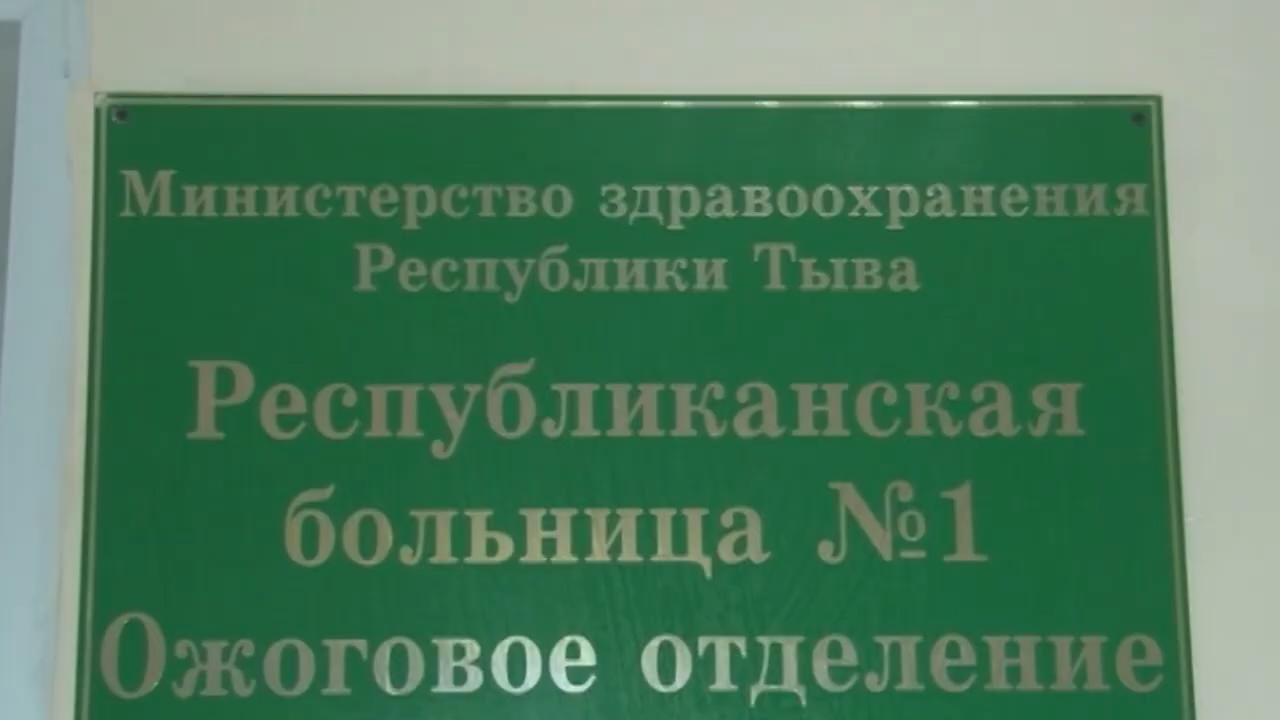 Министерство здравоохранения
Республики Тыва
Республиканская
больница №1
Ожоговое отделение